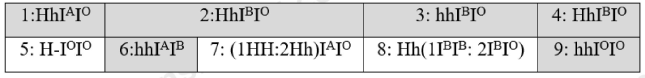 1:HhIᴬIᴼ 2:HhIᴮIᴼ 3: hhIᴮIᴼ 4: HhIᴮIᴼ
5: H-IᴼIᴼ 6:hhIᴬIᴮ 7: (1HH:2Hh)IᴬIᴼ 8: Hh(1IᴮIᴮ: 2IᴮIᴼ) 9: hhIᴼIᴼ